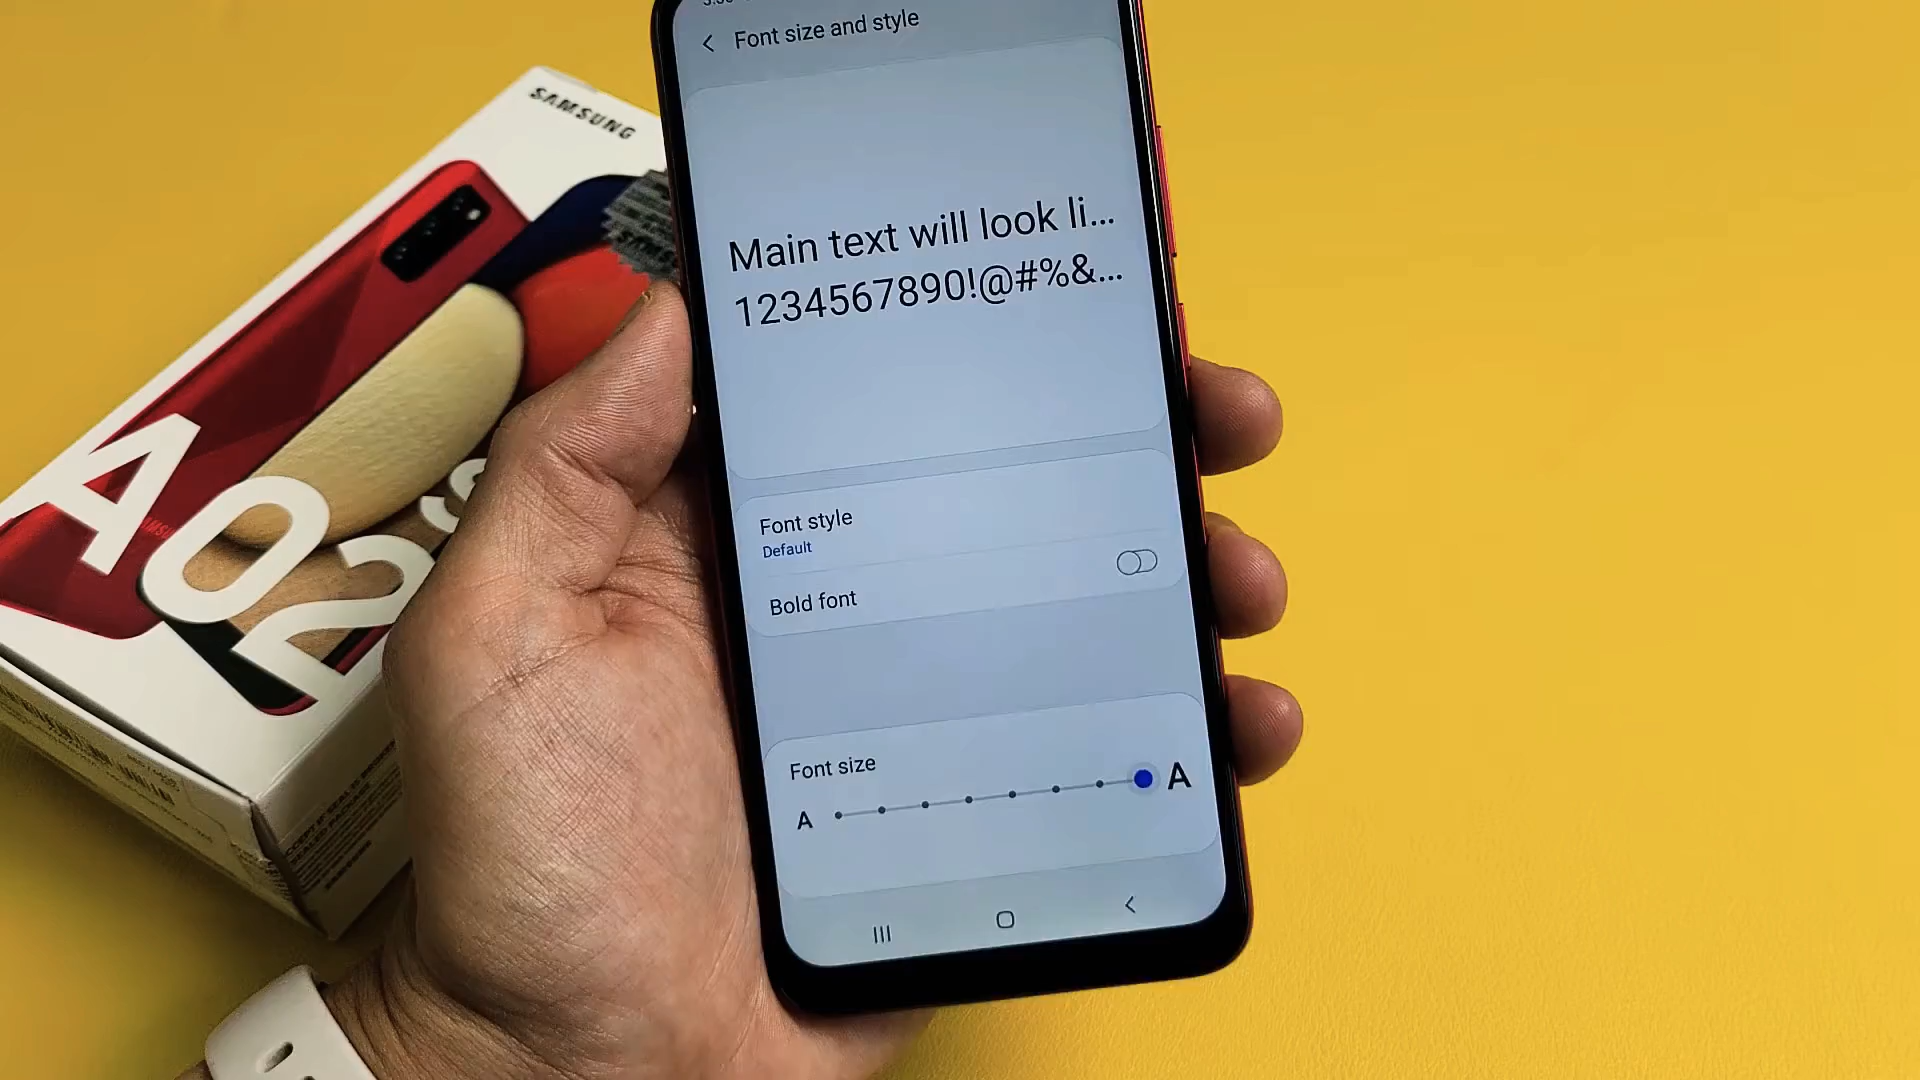 Font size and style
SAMSUNG
Main text will look li...
1234567890!@#%&...
A02s
Font style
Default
Bold font
Font size
A A